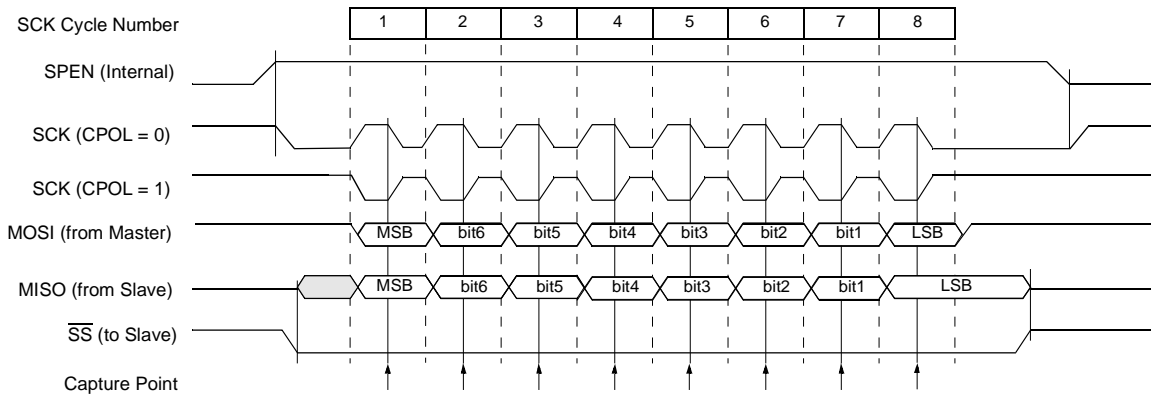 SCK Cycle Number 1 2 3 4 5 6 7 8
SPEN (Internal)
SCK (CPOL = 0)
SCK (CPOL = 1)
MOSI (from Master) MSB bit6 bit5 bit4 bit3 bit2 bit1 LSB
MISO (from Slave) MSB bit6 bit5 bit4 bit3 bit2 bit1 LSB
SS (to Slave)
Capture Point